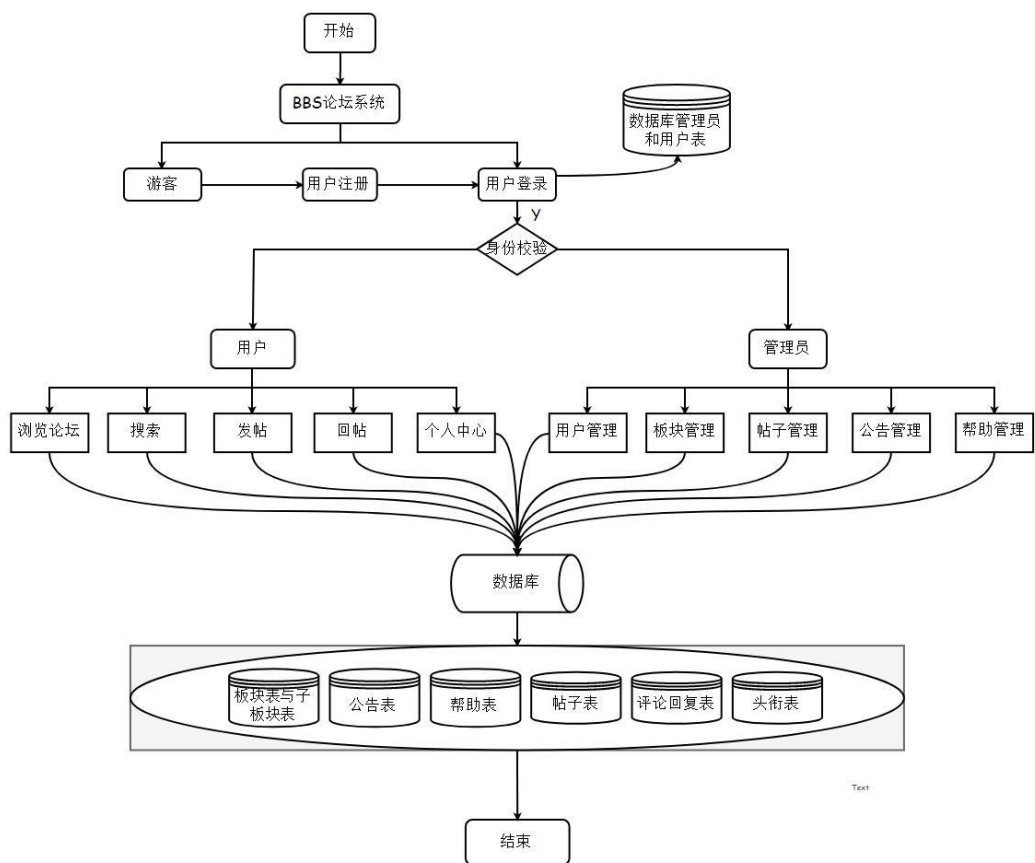 开始
BBS论坛系统
数据库管理员
和用户表
游客
用户注册
用户登录
Y
身份校验
用户
管理员
浏览论坛
搜索
发帖
回帖
个人中心
用户管理
板块管理
帖子管理
公告管理
帮助管理
数据库
板块表与子
板块表
公告表
帮助表
帖子表
评论回复表
头衔表
Text
结束